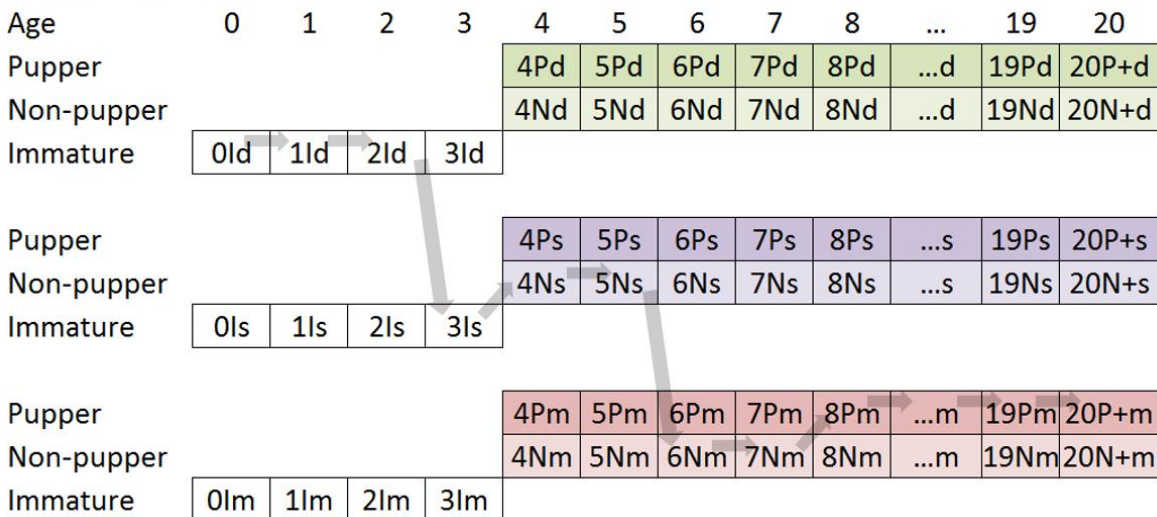 Age 0 1 2 3 4 5 6 7 8 ... 19 20
Pupper 4Pd 5Pd 6Pd 7Pd 8Pd ...d 19Pd 20P+d
Non-pupper 4Nd 5Nd 6Nd 7Nd 8Nd ...d 19Nd 20N+d
Immature 0Id 1Id 2Id 3Id
Pupper 4Ps 5Ps 6Ps 7Ps 8Ps ...s 19Ps 20P+s
Non-pupper 4Ns 5Ns 6Ns 7Ns 8Ns ...s 19Ns 20N+s
Immature 0Is 1Is 2Is 3Is
Pupper 4Pm 5Pm 6Pm 7Pm 8Pm ...m 19Pm 20P+m
Non-pupper 4Nm 5Nm 6Nm 7Nm 8Nm ...m 19Nm 20N+m
Immature 0Im 1Im 2Im 3Im